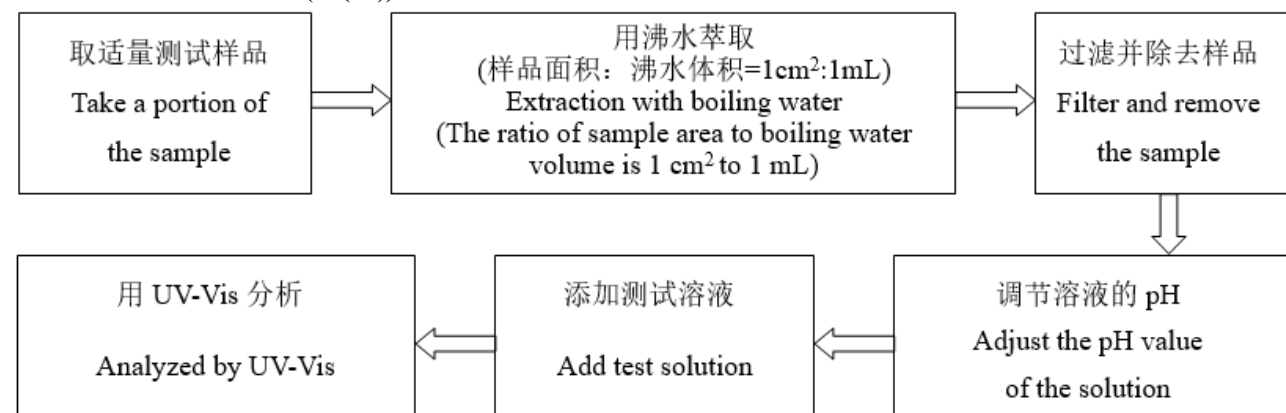 取适量测试样品
Take a portion of
the sample
用沸水萃取
(样品面积：沸水体积=1cm²:1mL)
Extraction with boiling water
(The ratio of sample area to boiling water
volume is 1 cm² to 1 mL)
过滤并除去样品
Filter and remove
the sample
调节溶液的 pH
Adjust the pH value
of the solution
添加测试溶液
Add test solution
用 UV-Vis 分析
Analyzed by UV-Vis